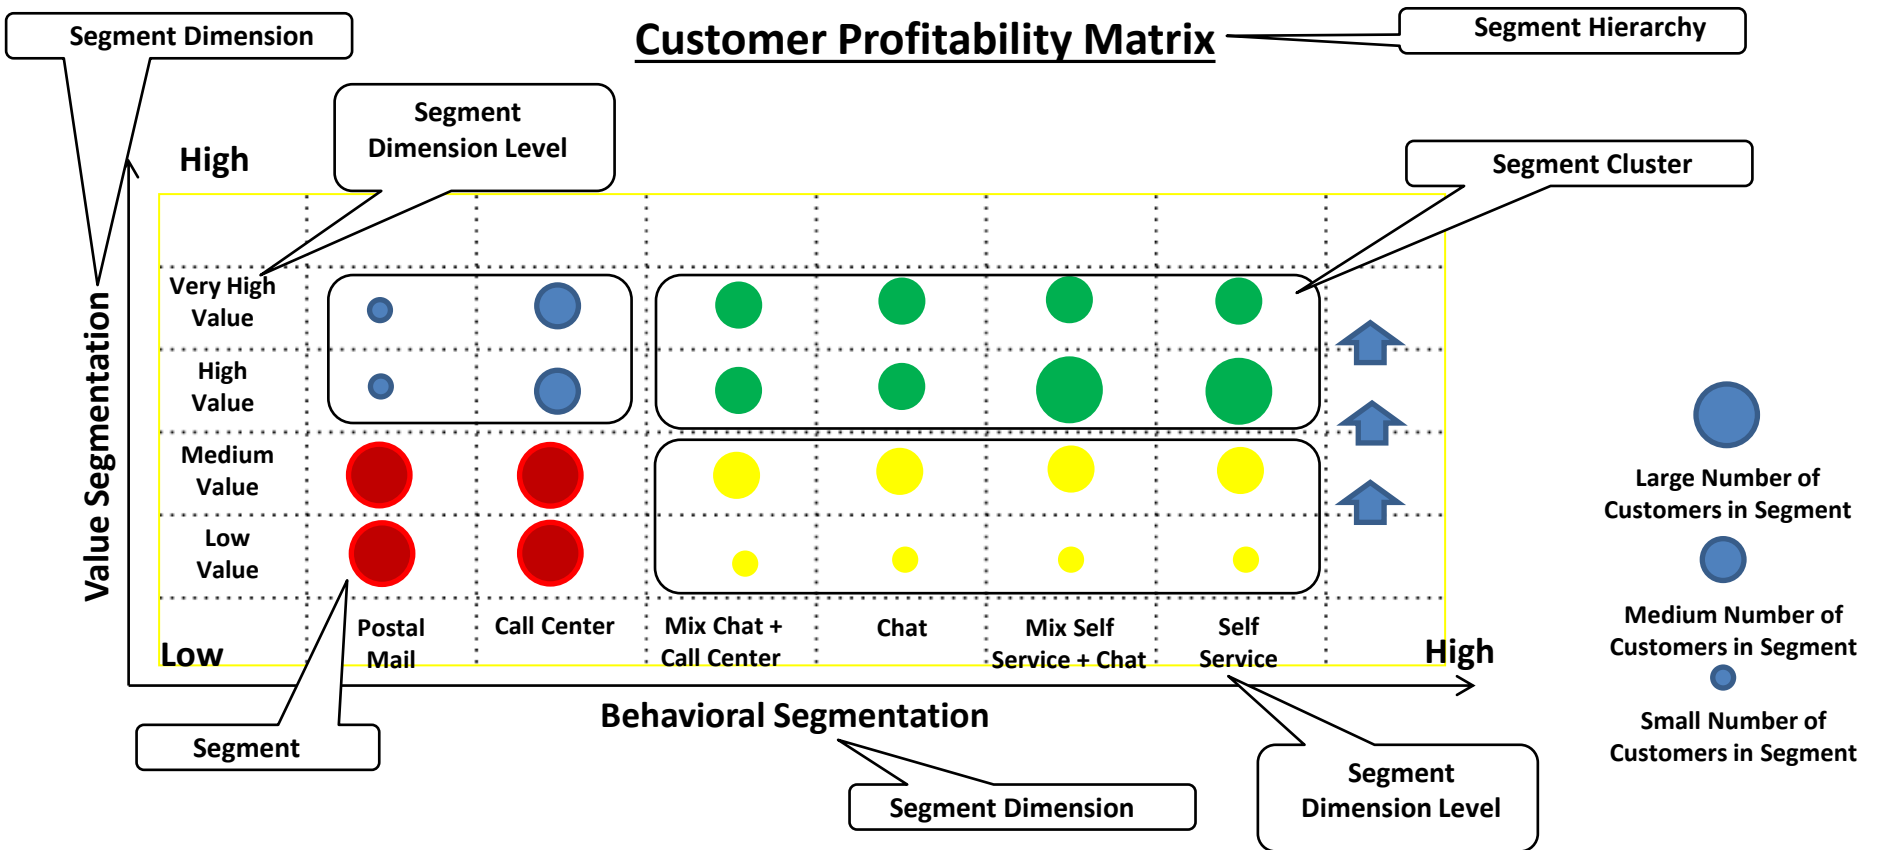 Segment Dimension
Customer Profitability Matrix
Segment Hierarchy
Segment
Dimension Level
High
Segment Cluster
Value Segmentation
Very High
Value
High
Value
Medium
Value
Low
Value
Low
Postal
Mail
Call Center
Mix Chat +
Call Center
Chat
Mix Self
Service + Chat
Self
Service
High
Behavioral Segmentation
Segment
Segment Dimension
Segment
Dimension Level
Large Number of
Customers in Segment
Medium Number of
Customers in Segment
Small Number of
Customers in Segment